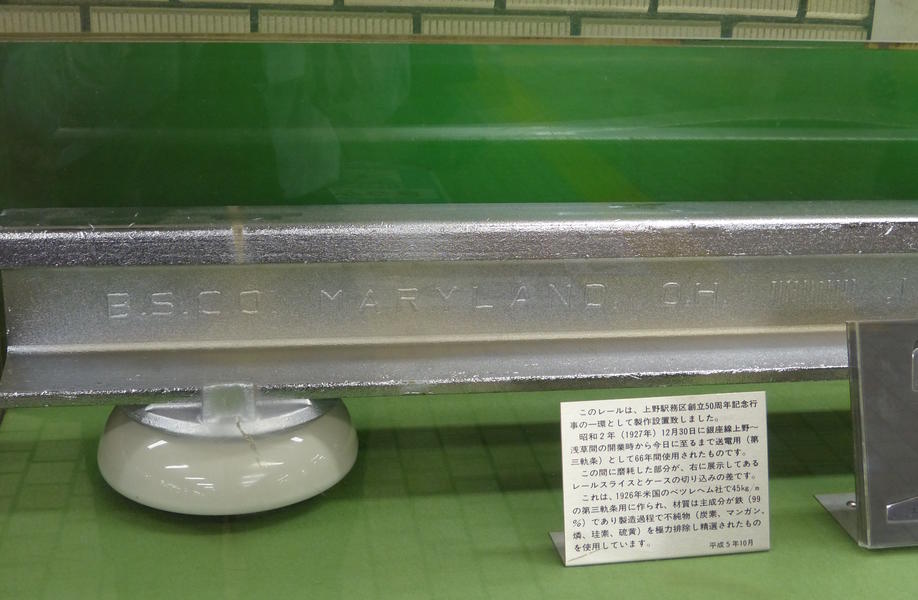 B.S.CO. MARYLAND. O.H. IIIIIIIII
このレールは、上野駅務区創立50周年記念行
事の一環として製作設置致しました。
昭和2年（1927年）12月30日に銀座線上野〜
浅草間の開業時から今日に至るまで送電用（第
三軌条）として66年間使用されたものです。
この間に磨耗した部分が、右に展示してある
レールスライスとケースの切り込みの差です。
これは、1926年米国のベツレヘム社で45kg/m
の第三軌条用に作られ、材質は主成分が鉄（99
%）であり製造過程で不純物（炭素、マンガン、
燐、珪素、硫黄）を極力排除し精選されたもの
を使用しています。 平成5年10月